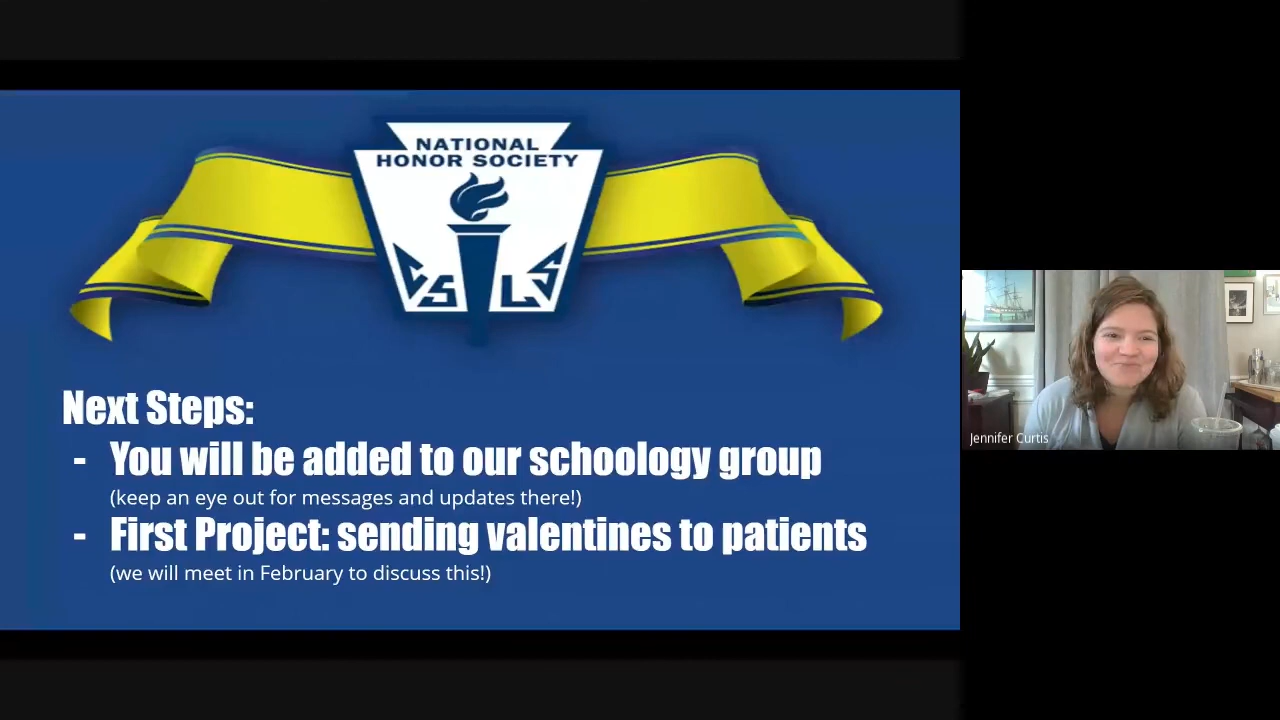 NATIONAL
HONOR SOCIETY
C S L S
Next Steps:
- You will be added to our schoology group
(keep an eye out for messages and updates there!)
- First Project: sending valentines to patients
(we will meet in February to discuss this!)
Jennifer Curtis